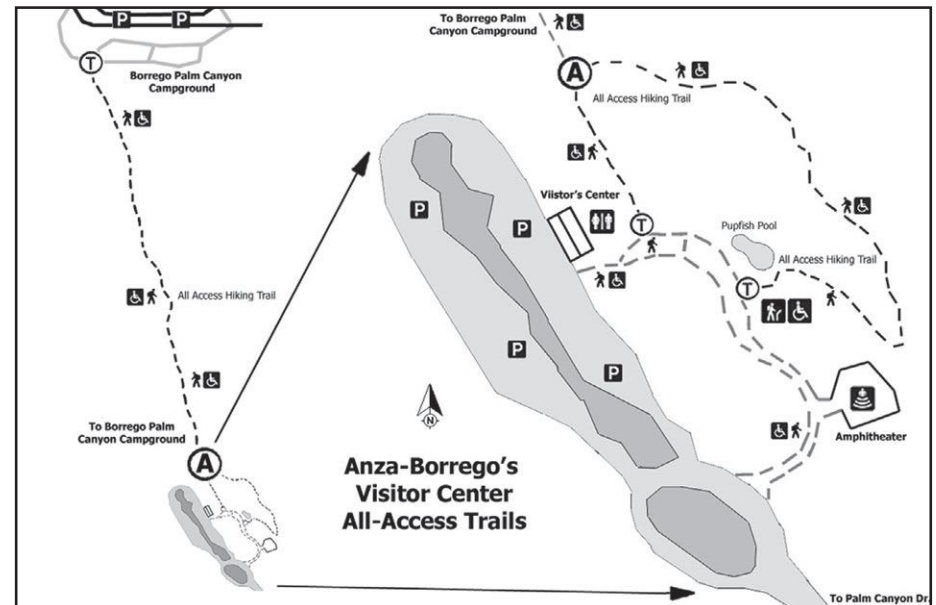 P P
T
Borrego Palm Canyon
Campground
All Access Hiking Trail
To Borrego Palm
Canyon Campground
A
To Borrego Palm
Canyon Campground
A
All Access Hiking Trail
Viistor's Center
T
Pupfish Pool
All Access Hiking Trail
T
P
P
P
P
Amphitheater
N
Anza-Borrego's
Visitor Center
All-Access Trails
To Palm Canyon Dr.